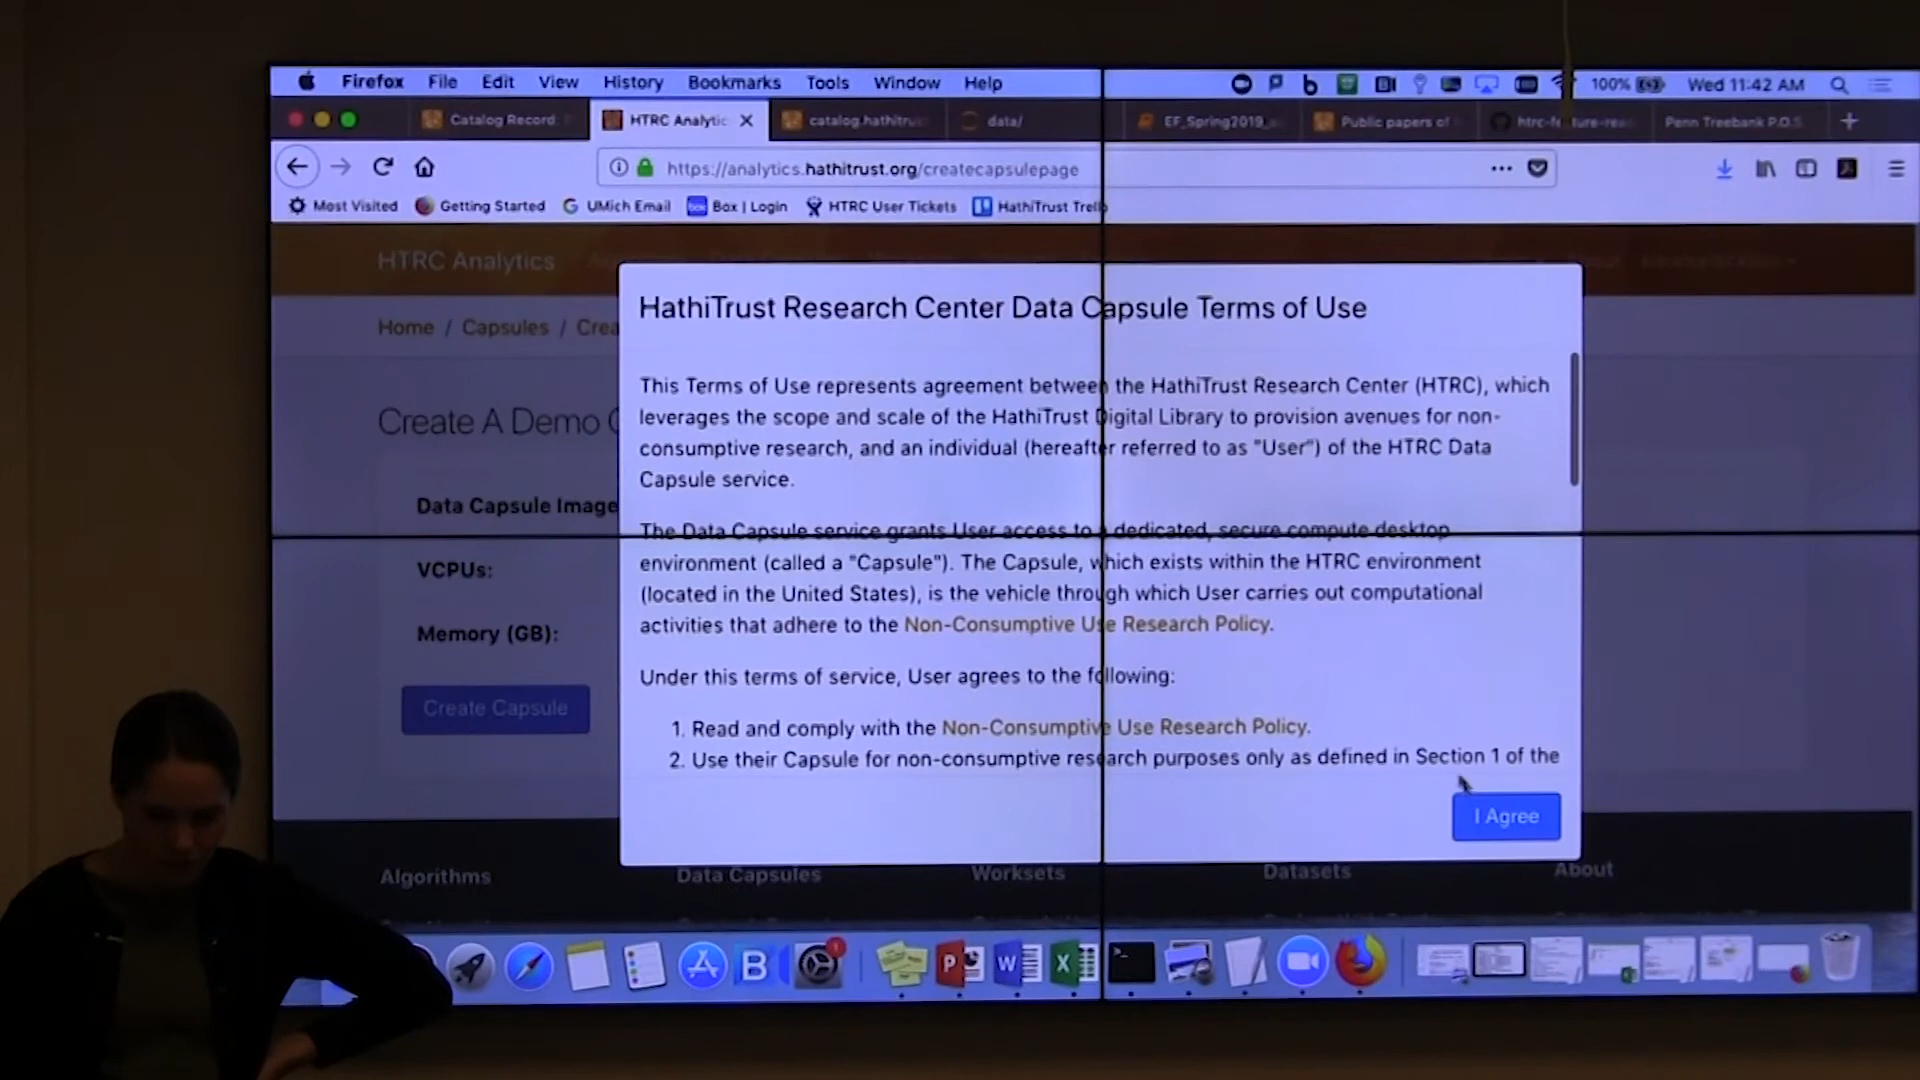 Firefox File Edit View History Bookmarks Tools Window Help 100% Wed 11:42 AM
Catalog Record HTRC Analytic catalog.hathitrus data/ EF_Spring2019_ Public papers of Penn Treebank P.O.S.
https://analytics.hathitrust.org/createcapsulepage
Most Visited Getting Started UMich Email Box | Login HTRC User Tickets HathiTrust Trello
HTRC Analytics
Home / Capsules / Crea
HathiTrust Research Center Data Capsule Terms of Use
Create A Demo C
Data Capsule Image
VCPUs:
Memory (GB):
Create Capsule
This Terms of Use represents agreement between the HathiTrust Research Center (HTRC), which
leverages the scope and scale of the HathiTrust Digital Library to provision avenues for non-
consumptive research, and an individual (hereafter referred to as "User") of the HTRC Data
Capsule service.
The Data Capsule service grants User access to a dedicated, secure compute desktop
environment (called a "Capsule"). The Capsule, which exists within the HTRC environment
(located in the United States), is the vehicle through which User carries out computational
activities that adhere to the Non-Consumptive Use Research Policy.
Under this terms of service, User agrees to the following:
1. Read and comply with the Non-Consumptive Use Research Policy.
2. Use their Capsule for non-consumptive research purposes only as defined in Section 1 of the
I Agree
Algorithms Data Capsules Worksets Datasets About